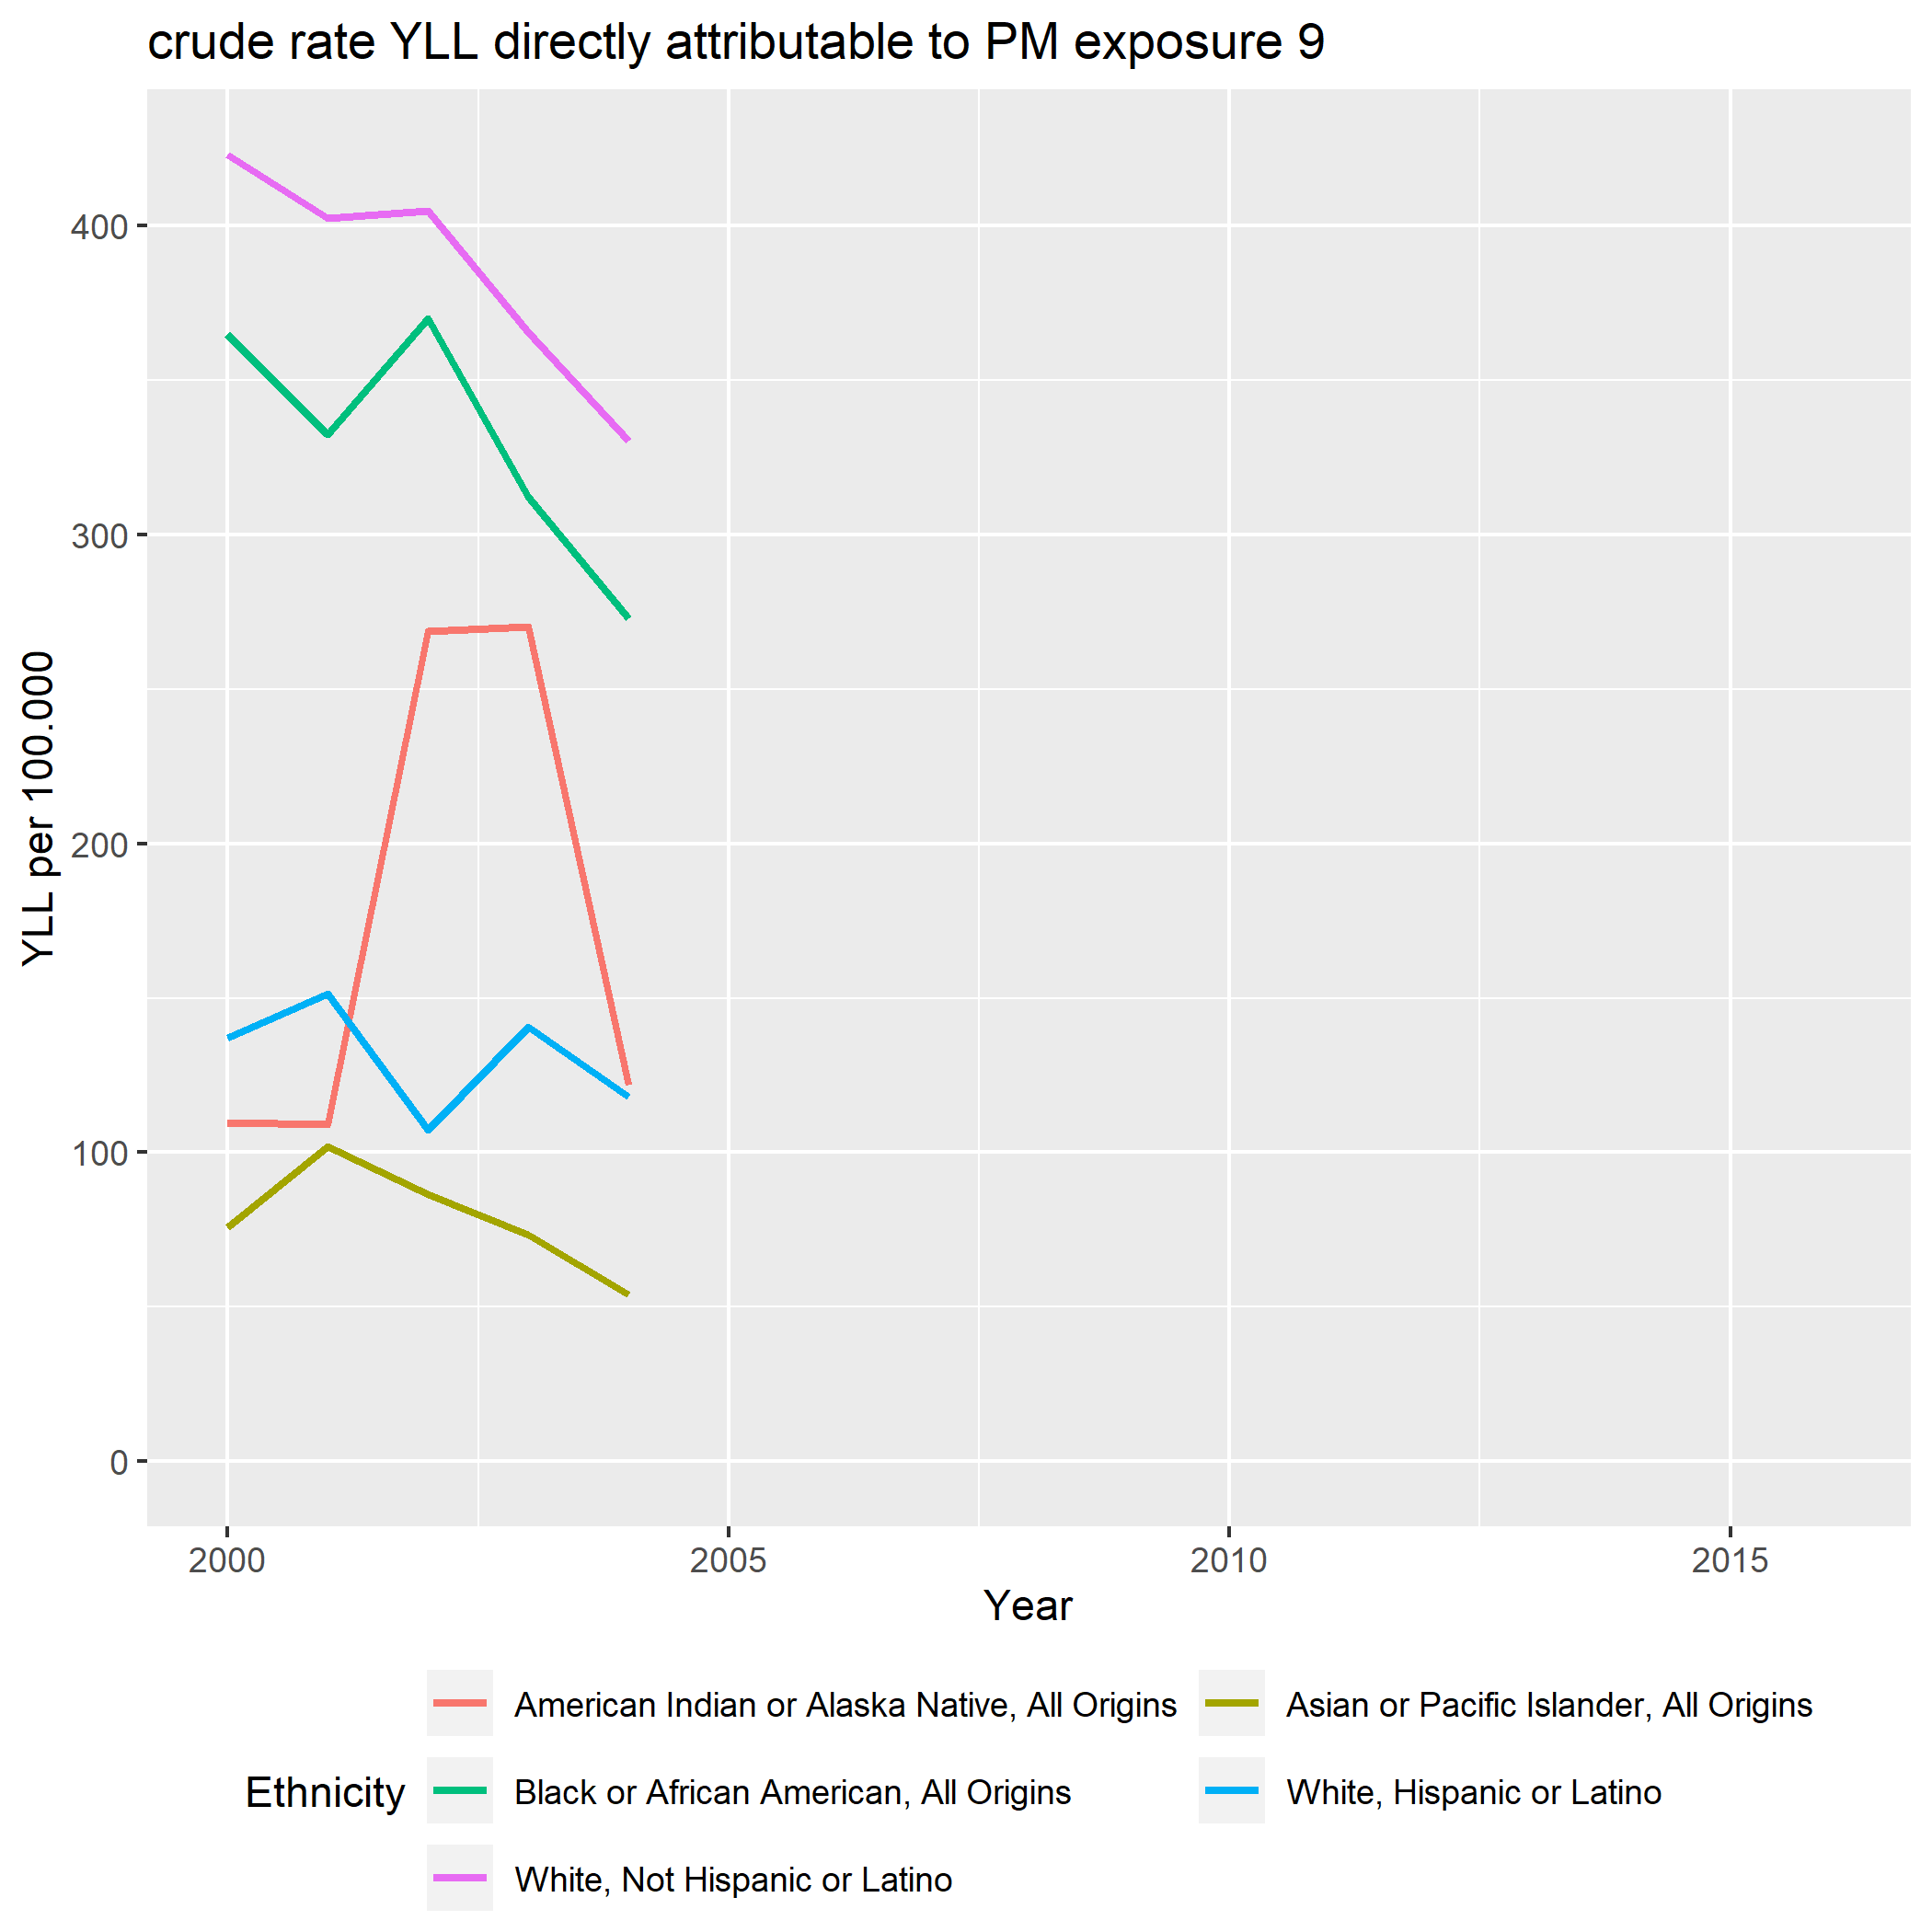 crude rate YLL directly attributable to PM exposure 9
YLL per 100.000
400
300
200
100
0
2000 2005 2010 2015
Year
Ethnicity
American Indian or Alaska Native, All Origins
Asian or Pacific Islander, All Origins
Black or African American, All Origins
White, Hispanic or Latino
White, Not Hispanic or Latino